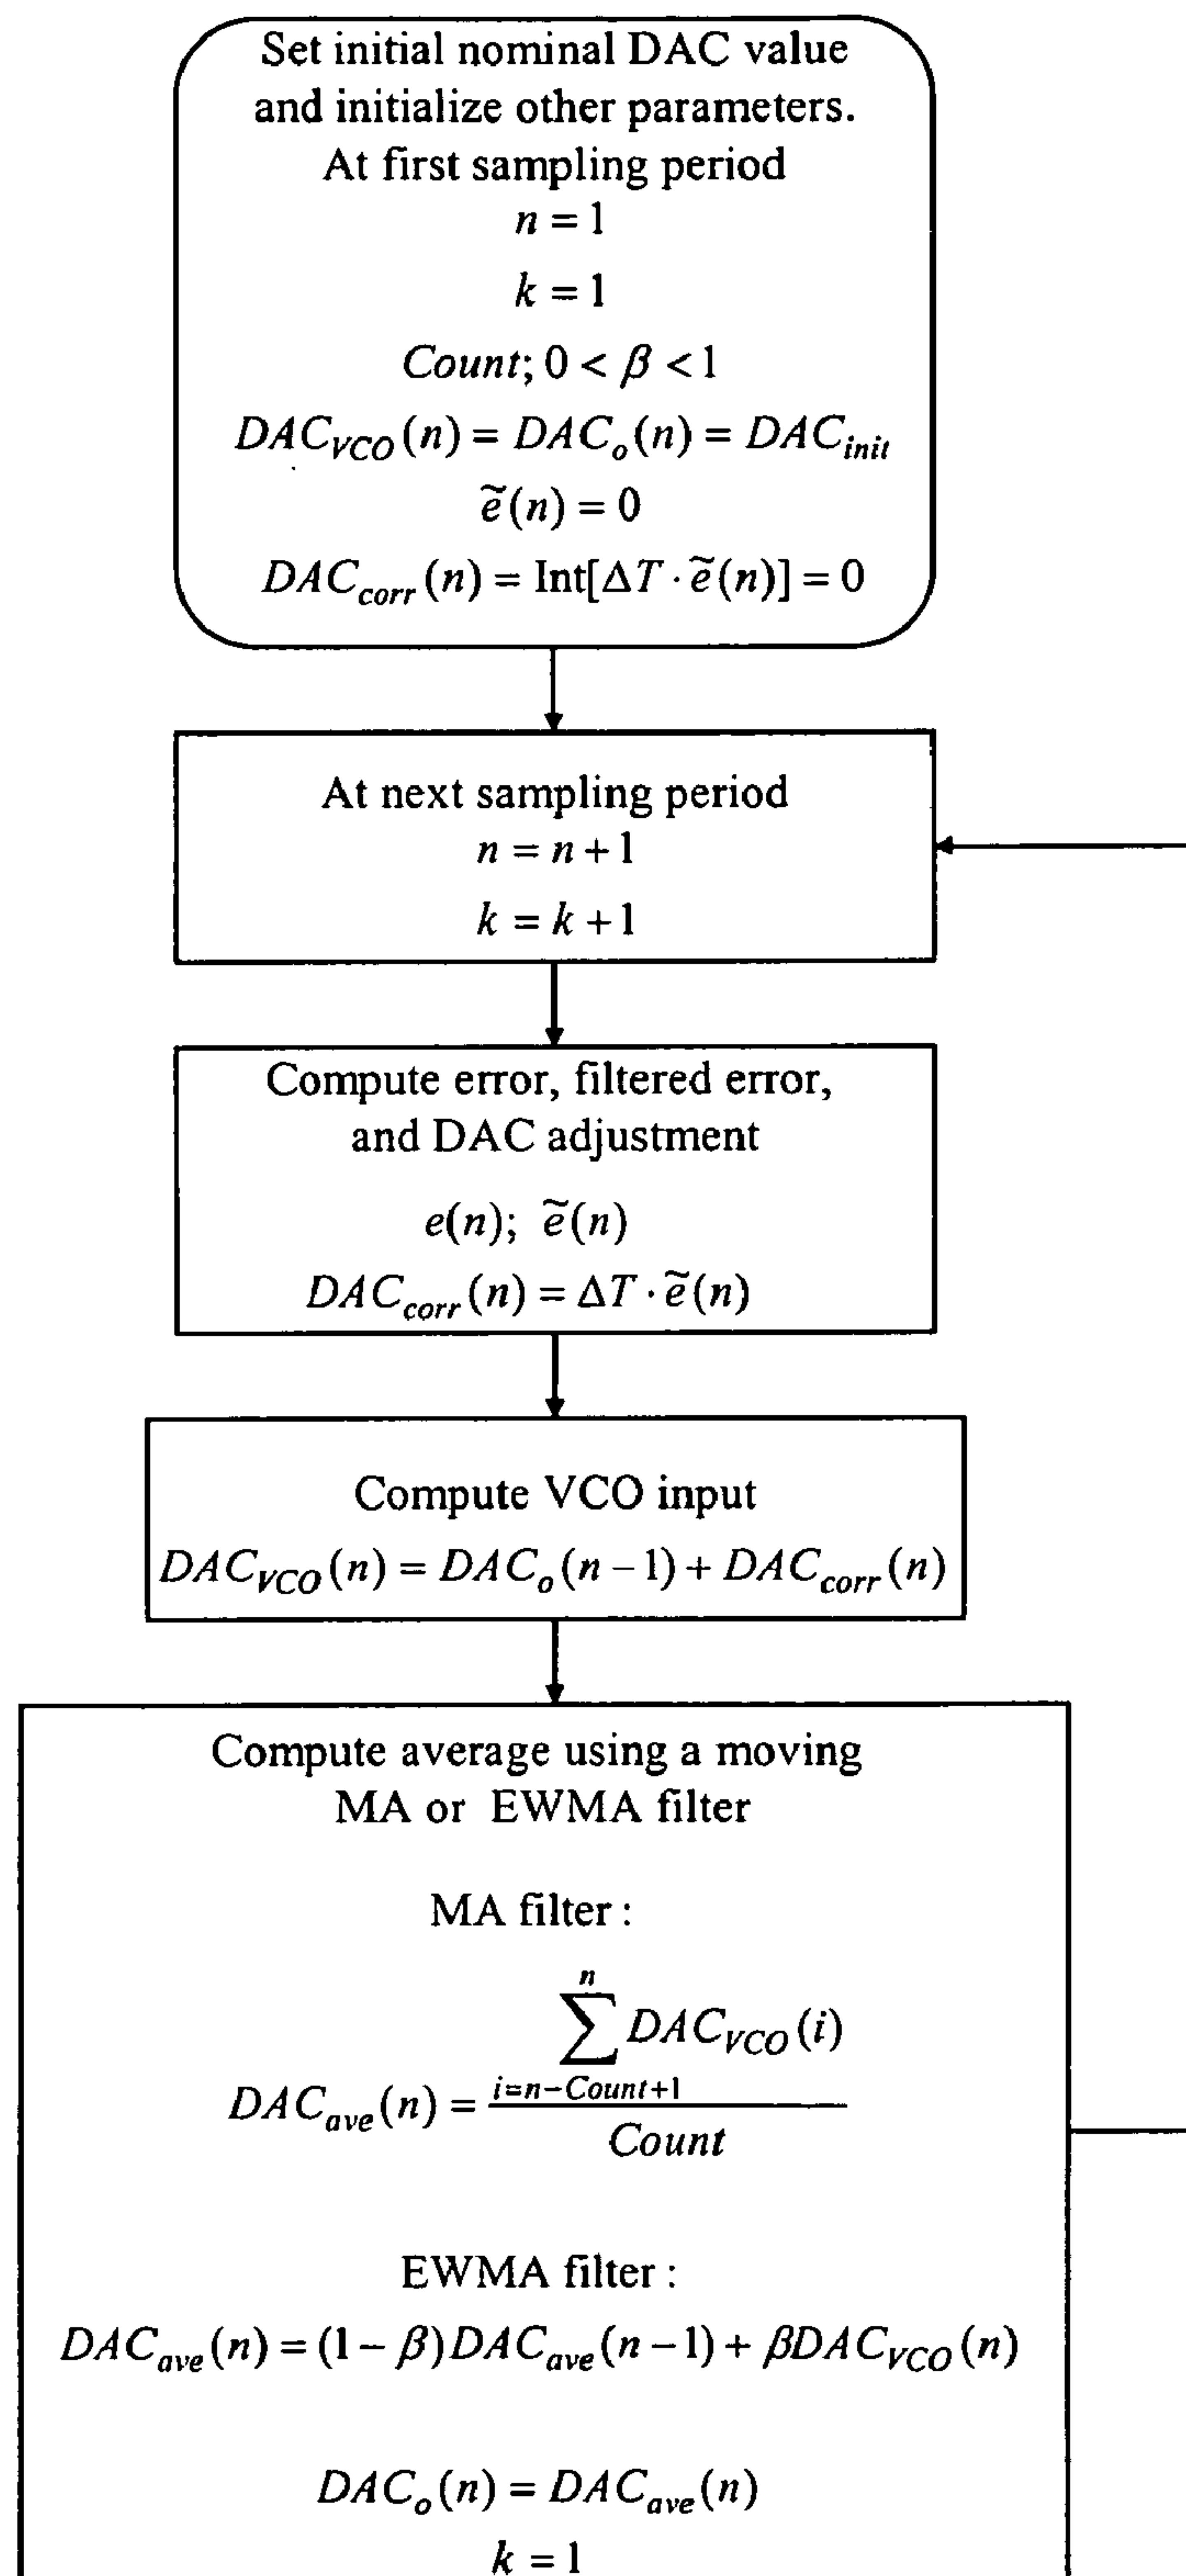 Set initial nominal DAC value
and initialize other parameters.
At first sampling period
n = 1
k = 1
Count; 0 < β < 1
DAC_VCO(n) = DAC_o(n) = DAC_init
ẽ(n) = 0
DAC_corr(n) = Int[ΔT · ẽ(n)] = 0
At next sampling period
n = n + 1
k = k + 1
Compute error, filtered error,
and DAC adjustment
e(n); ẽ(n)
DAC_corr(n) = ΔT · ẽ(n)
Compute VCO input
DAC_VCO(n) = DAC_o(n − 1) + DAC_corr(n)
Compute average using a moving
MA or EWMA filter
MA filter :
n
∑ DAC_VCO(i)
i=n−Count+1
DAC_ave(n) =
Count
EWMA filter :
DAC_ave(n) = (1 − β)DAC_ave(n − 1) + βDAC_VCO(n)
DAC_o(n) = DAC_ave(n)
k = 1